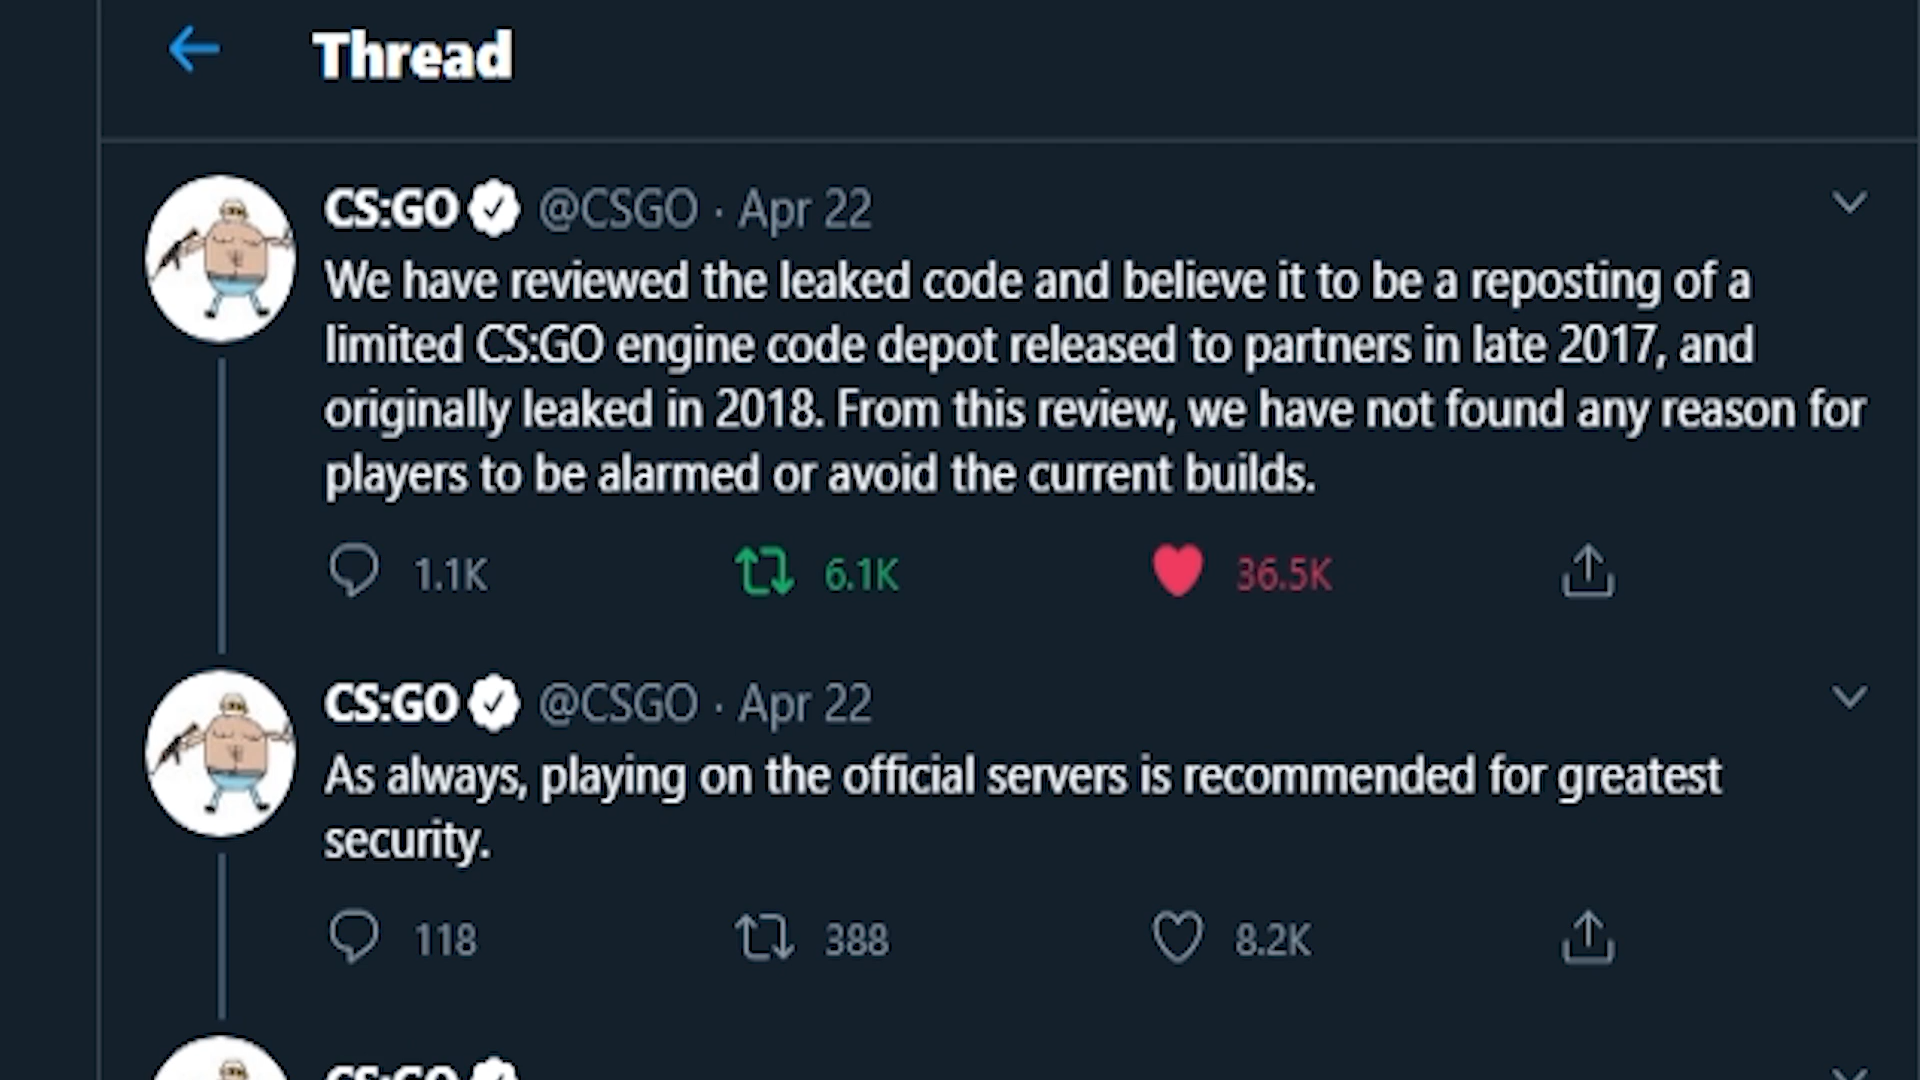 Thread
CS:GO @CSGO · Apr 22
We have reviewed the leaked code and believe it to be a reposting of a
limited CS:GO engine code depot released to partners in late 2017, and
originally leaked in 2018. From this review, we have not found any reason for
players to be alarmed or avoid the current builds.
1.1K 6.1K 36.5K
CS:GO @CSGO · Apr 22
As always, playing on the official servers is recommended for greatest
security.
118 388 8.2K
CS:GO